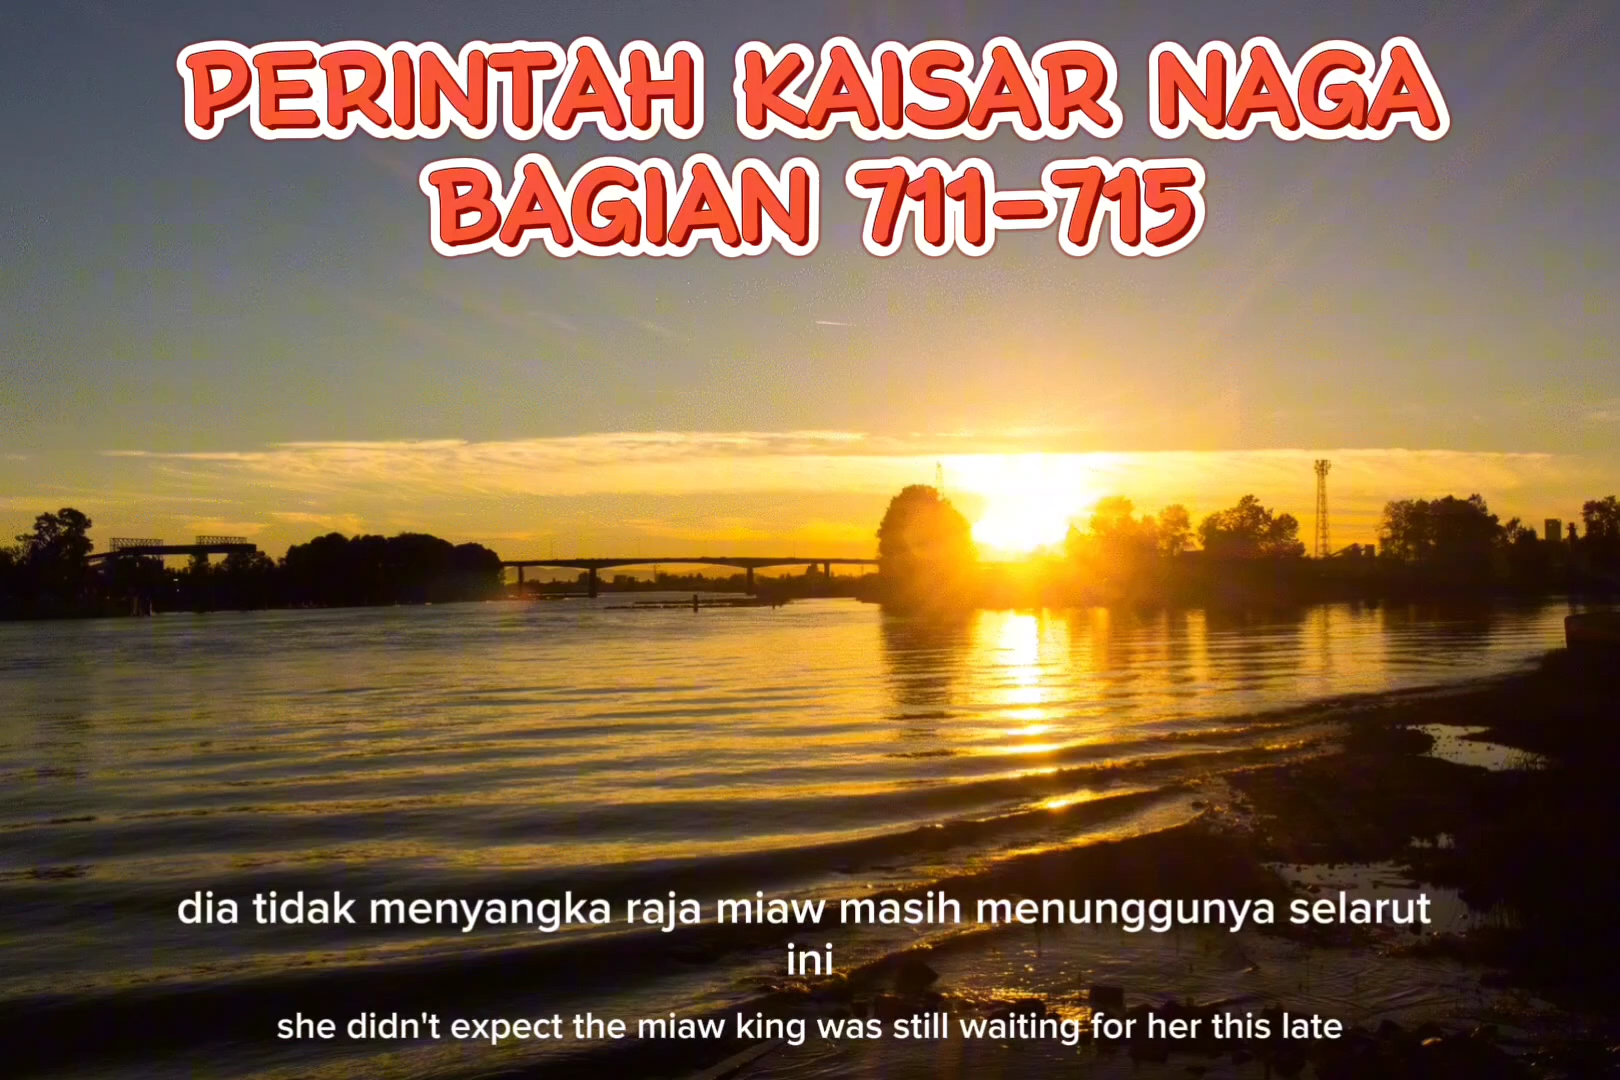 PERINTAH KAISAR NAGA
BAGIAN 711-715
dia tidak menyangka raja miaw masih menunggunya selarut
ini
she didn't expect the miaw king was still waiting for her this late